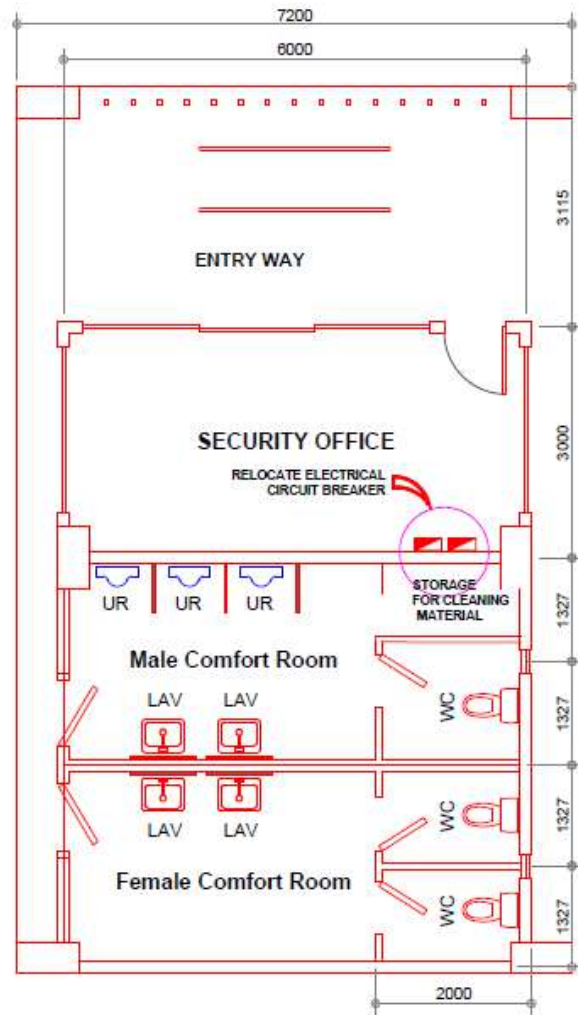 7200
6000
3115
ENTRY WAY
3000
SECURITY OFFICE
RELOCATE ELECTRICAL
CIRCUIT BREAKER
UR
UR
UR
STORAGE
FOR CLEANING
MATERIAL
1327
Male Comfort Room
LAV
LAV
WC
1327
LAV
LAV
WC
1327
Female Comfort Room
WC
1327
2000